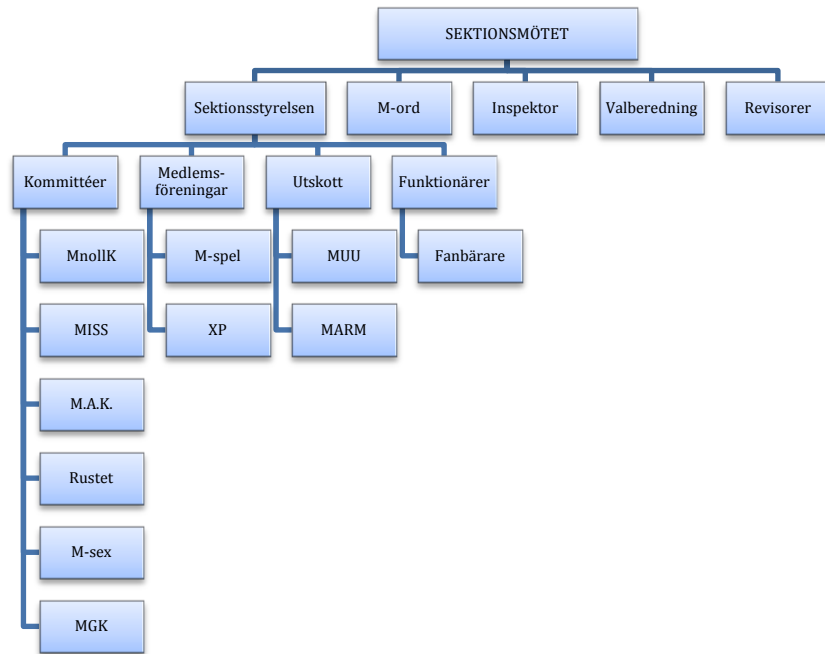 SEKTIONSMÖTET
Sektionsstyrelsen
M-ord
Inspektor
Valberedning
Revisorer
Kommittéer
Medlems-
föreningar
Utskott
Funktionärer
MnollK
M-spel
MUU
Fanbärare
MISS
XP
MARM
M.A.K.
Rustet
M-sex
MGK